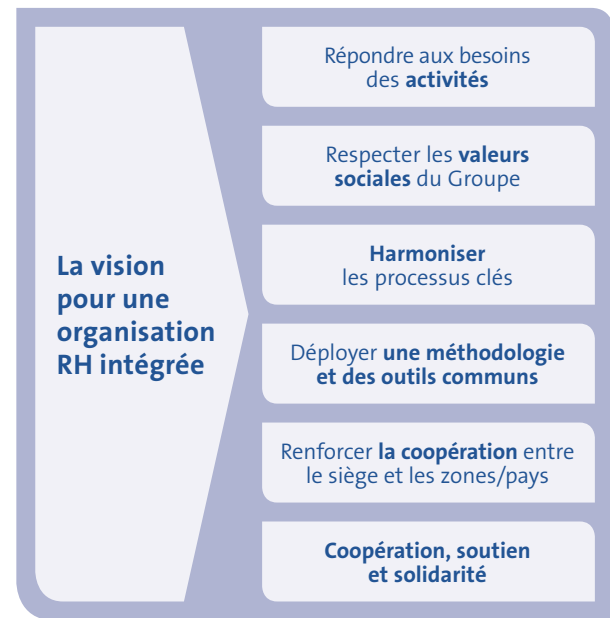 La vision
pour une
organisation
RH intégrée
Répondre aux besoins
des activités
Respecter les valeurs
sociales du Groupe
Harmoniser
les processus clés
Déployer une méthodologie
et des outils communs
Renforcer la coopération entre
le siège et les zones/pays
Coopération, soutien
et solidarité